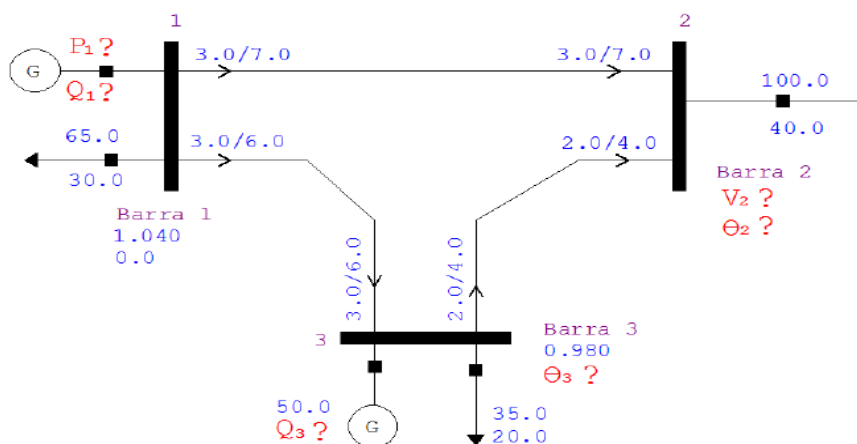 1
2
P₁?
G
Q₁?
3.0/7.0
3.0/7.0
100.0
40.0
65.0
30.0
3.0/6.0
2.0/4.0
Barra 1
1.040
0.0
Barra 2
V₂?
θ₂?
3.0/6.0
2.0/4.0
3
Barra 3
0.980
θ₃?
50.0
Q₃?
G
35.0
20.0